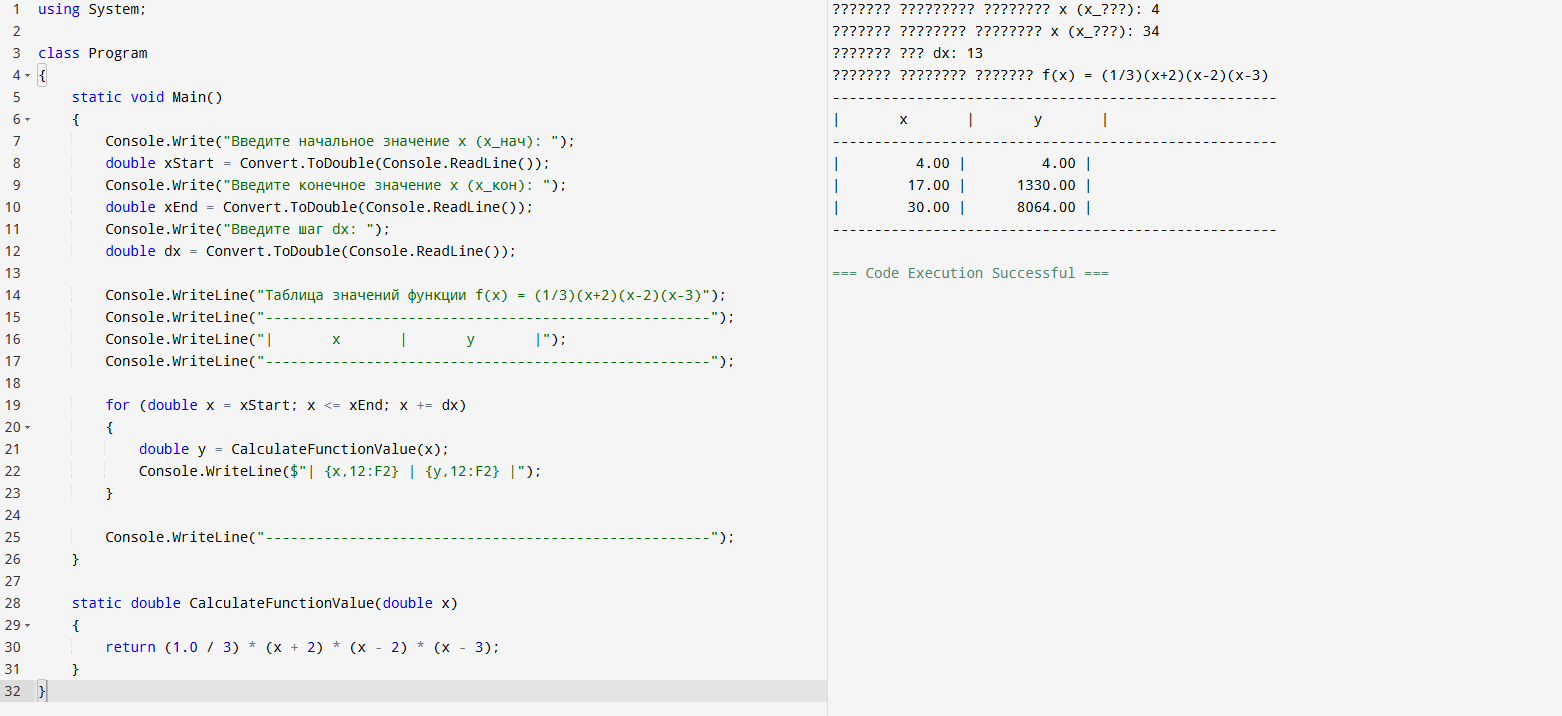 1 using System;
2
3 class Program
4 {
5     static void Main()
6     {
7         Console.Write("Введите начальное значение x (x_нач): ");
8         double xStart = Convert.ToDouble(Console.ReadLine());
9         Console.Write("Введите конечное значение x (x_кон): ");
10         double xEnd = Convert.ToDouble(Console.ReadLine());
11         Console.Write("Введите шаг dx: ");
12         double dx = Convert.ToDouble(Console.ReadLine());
13
14         Console.WriteLine("Таблица значений функции f(x) = (1/3)(x+2)(x-2)(x-3)");
15         Console.WriteLine("-----------------------------------------------------");
16         Console.WriteLine("|       x       |       y       |");
17         Console.WriteLine("-----------------------------------------------------");
18
19         for (double x = xStart; x <= xEnd; x += dx)
20         {
21             double y = CalculateFunctionValue(x);
22             Console.WriteLine($"| {x,12:F2} | {y,12:F2} |");
23         }
24
25         Console.WriteLine("-----------------------------------------------------");
26     }
27
28     static double CalculateFunctionValue(double x)
29     {
30         return (1.0 / 3) * (x + 2) * (x - 2) * (x - 3);
31     }
32 }
??????? ????????? ???????? x (x_???): 4
??????? ???????? ???????? x (x_???): 34
??????? ??? dx: 13
??????? ???????? ??????? f(x) = (1/3)(x+2)(x-2)(x-3)
-----------------------------------------------------
|       x       |       y       |
-----------------------------------------------------
|         4.00 |         4.00 |
|        17.00 |      1330.00 |
|        30.00 |      8064.00 |
-----------------------------------------------------
=== Code Execution Successful ===